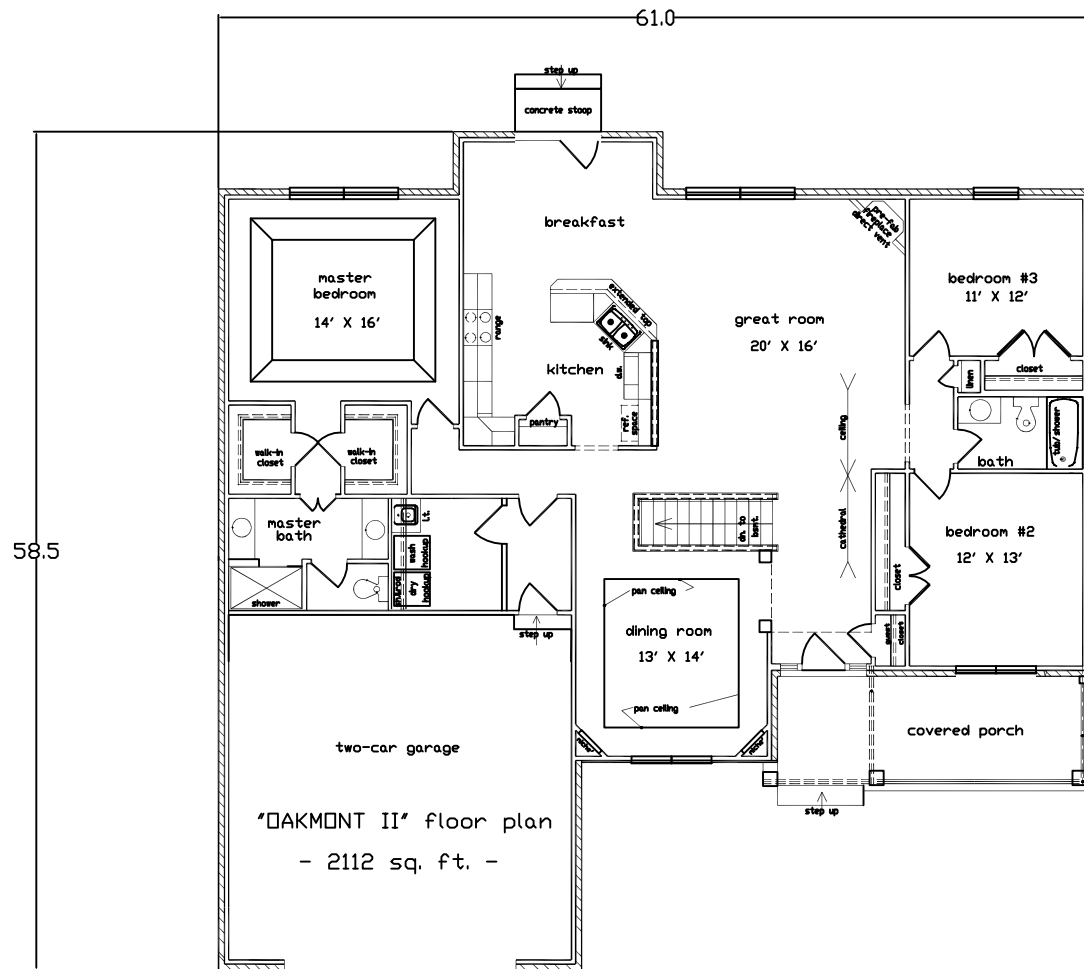 61.0
step up
concrete stoop
breakfast
pre-fab
fireplace
direct vent
master
bedroom
14' X 16'
bedroom #3
11' X 12'
extended top
range
sink
great room
20' X 16'
kitchen
d.w.
closet
linen
pantry
ref.
space
ceiling
tub/shower
walk-in
closet
walk-in
closet
bath
master
bath
l.t.
dn. to
bsmt.
cathedral
bedroom #2
12' X 13'
58.5
wash
hookup
dry
hookup
sh&rod
closet
shower
pan ceiling
step up
dining room
13' X 14'
guest
closet
pan ceiling
covered porch
niche
niche
two-car garage
step up
"OAKMONT II" floor plan
- 2112 sq. ft. -